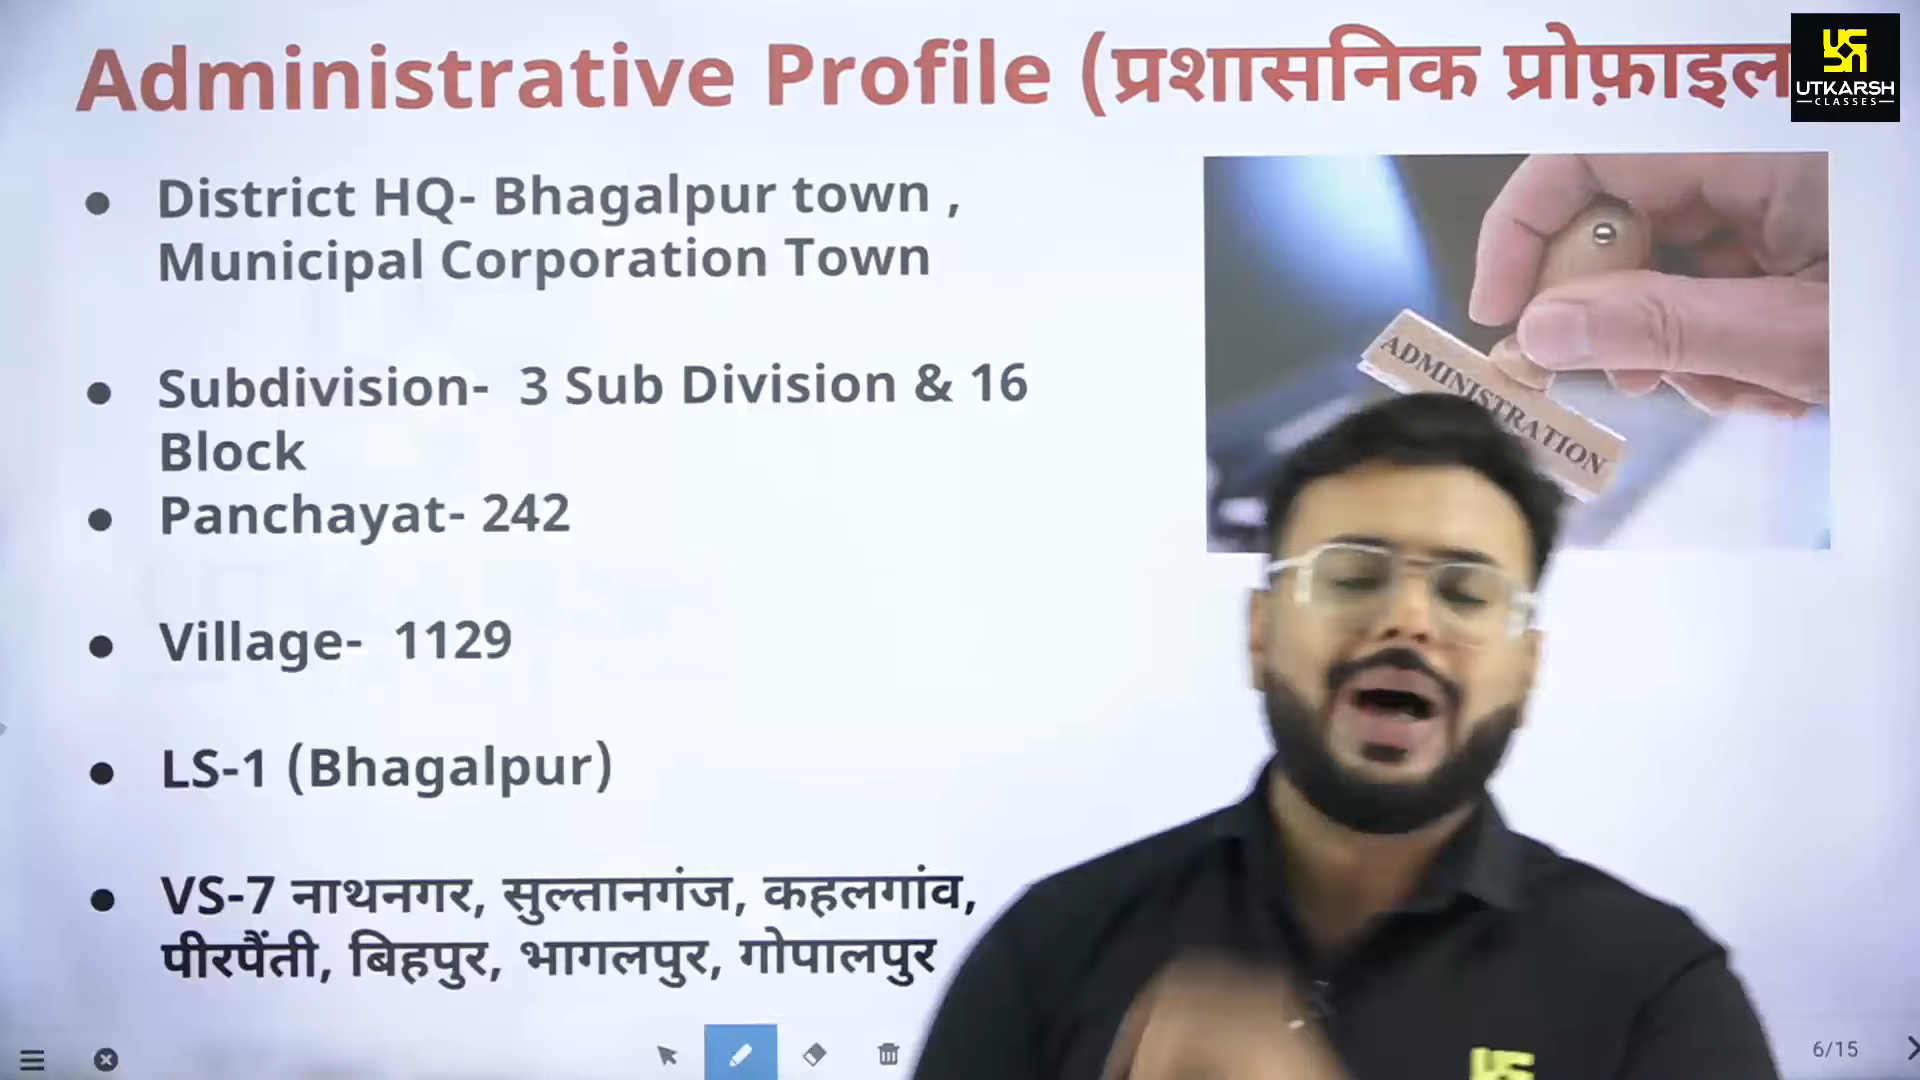 Administrative Profile (प्रशासनिक प्रोफ़ाइल
UTKARSH
CLASSES
District HQ- Bhagalpur town ,
Municipal Corporation Town
ADMINISTRATION
Subdivision- 3 Sub Division & 16
Block
Panchayat- 242
Village- 1129
LS-1 (Bhagalpur)
VS-7 नाथनगर, सुल्तानगंज, कहलगांव,
पीरपैंती, बिहपुर, भागलपुर, गोपालपुर
6/15